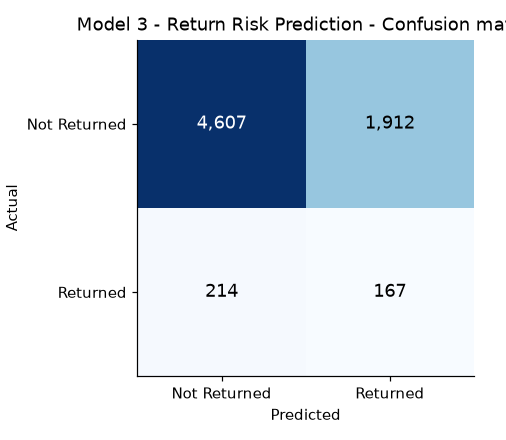 Model 3 - Return Risk Prediction - Confusion mat
Actual
Not Returned
4,607
1,912
Returned
214
167
Not Returned
Returned
Predicted